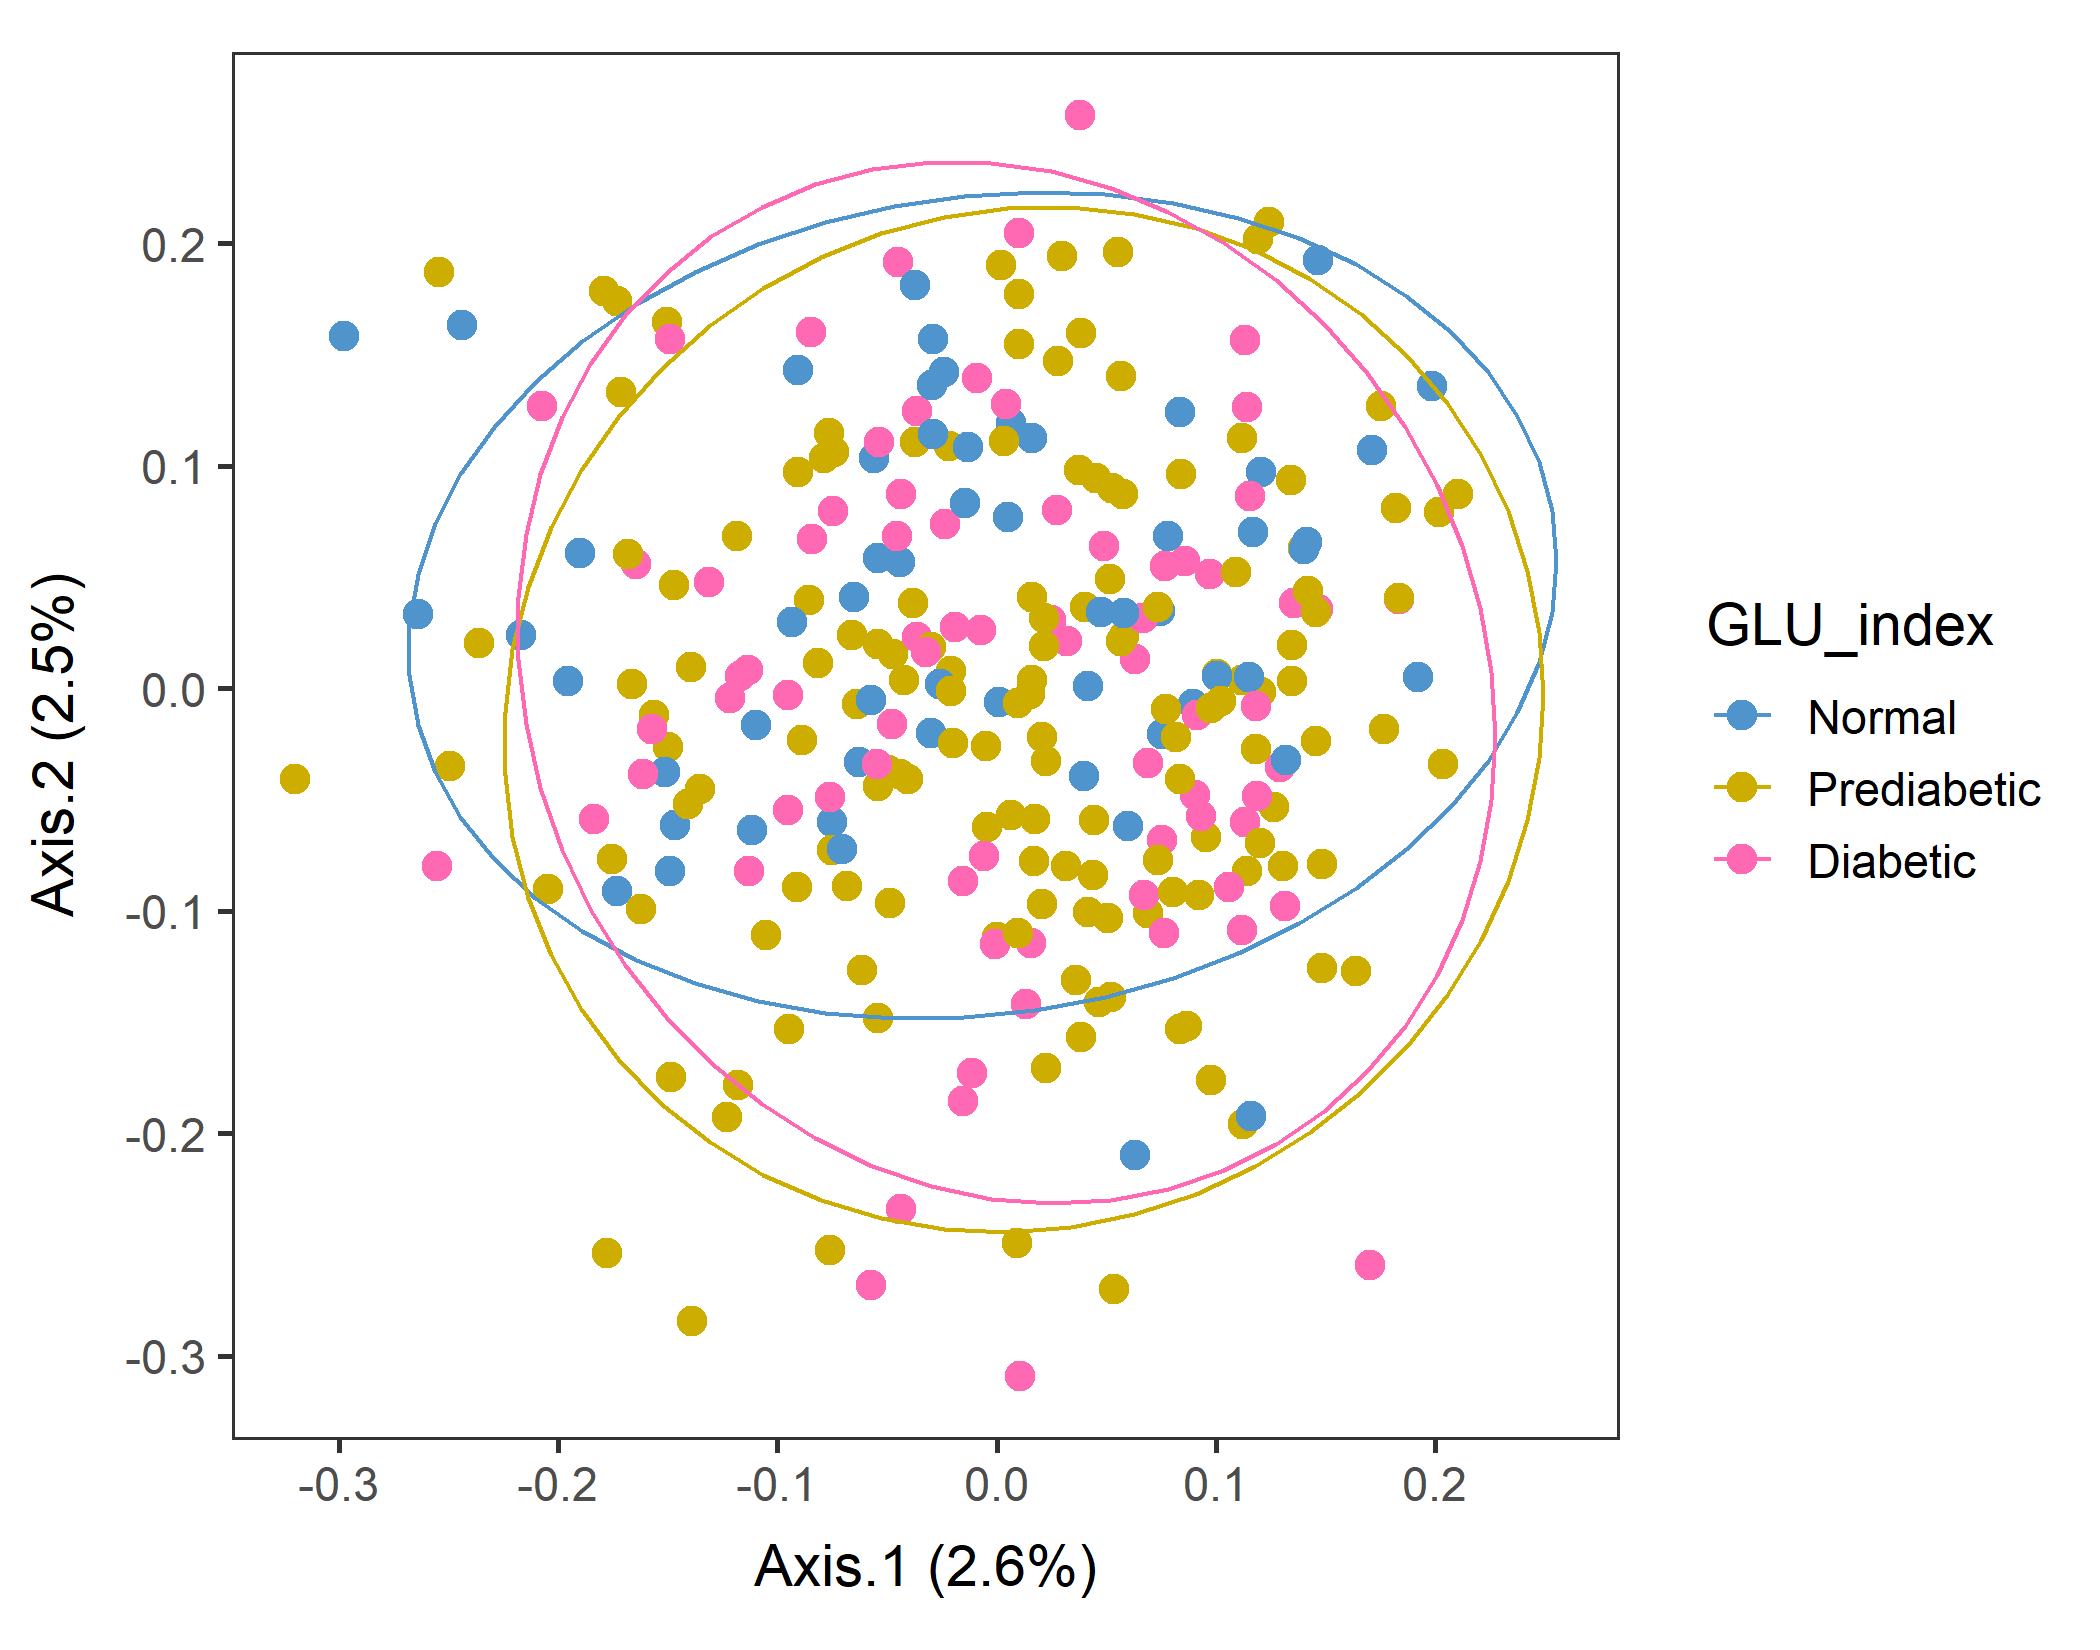 0.2
0.1
0.0
-0.1
-0.2
-0.3
Axis.2 (2.5%)
-0.3 -0.2 -0.1 0.0 0.1 0.2
Axis.1 (2.6%)
GLU_index
Normal
Prediabetic
Diabetic